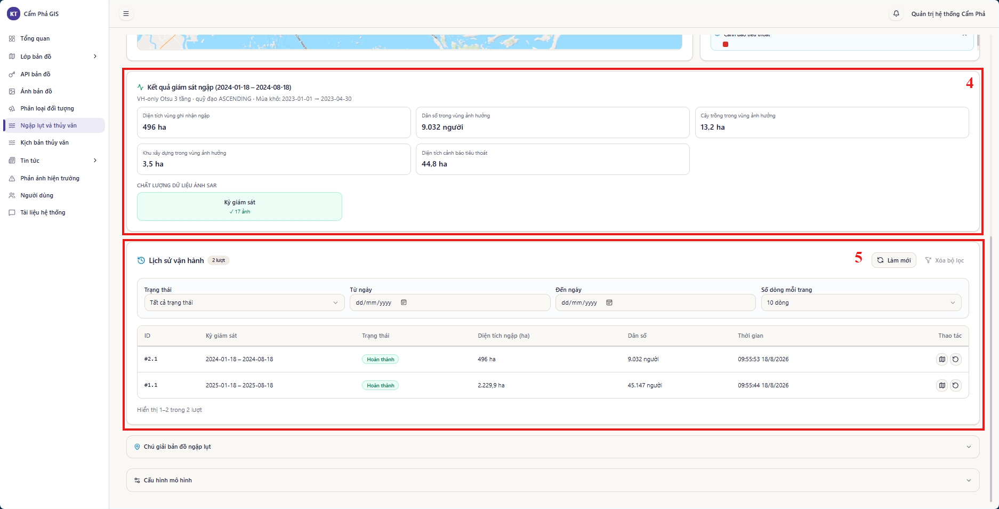 KT Cẩm Phả GIS
Quản trị hệ thống Cẩm Phả
Tổng quan
Lớp bản đồ
API bản đồ
Ảnh bản đồ
Phân loại đối tượng
Ngập lụt và thủy văn
Kịch bản thủy văn
Tin tức
Phản ánh hiện trường
Người dùng
Tài liệu hệ thống
Cảnh báo tiêu thoát
4
Kết quả giám sát ngập (2024-01-18 – 2024-08-18)
VH-only Otsu 3 tầng · quỹ đạo ASCENDING · Mùa khô: 2023-01-01 → 2023-04-30
Diện tích vùng ghi nhận ngập
496 ha
Dân số trong vùng ảnh hưởng
9.032 người
Cây trồng trong vùng ảnh hưởng
13,2 ha
Khu xây dựng trong vùng ảnh hưởng
3,5 ha
Diện tích cảnh báo tiêu thoát
44,8 ha
CHẤT LƯỢNG DỮ LIỆU ẢNH SAR
Kỳ giám sát
✓ 17 ảnh
Lịch sử vận hành 2 lượt
5
Làm mới
Xóa bộ lọc
Trạng thái
Tất cả trạng thái
Từ ngày
dd/mm/yyyy
Đến ngày
dd/mm/yyyy
Số dòng mỗi trang
10 dòng
ID Kỳ giám sát Trạng thái Diện tích ngập (ha) Dân số Thời gian Thao tác
#2.1 2024-01-18 – 2024-08-18 Hoàn thành 496 ha 9.032 người 09:55:53 18/8/2026
#1.1 2025-01-18 – 2025-08-18 Hoàn thành 2.229,9 ha 45.147 người 09:55:44 18/8/2026
Hiển thị 1–2 trong 2 lượt
Chú giải bản đồ ngập lụt
Cấu hình mô hình